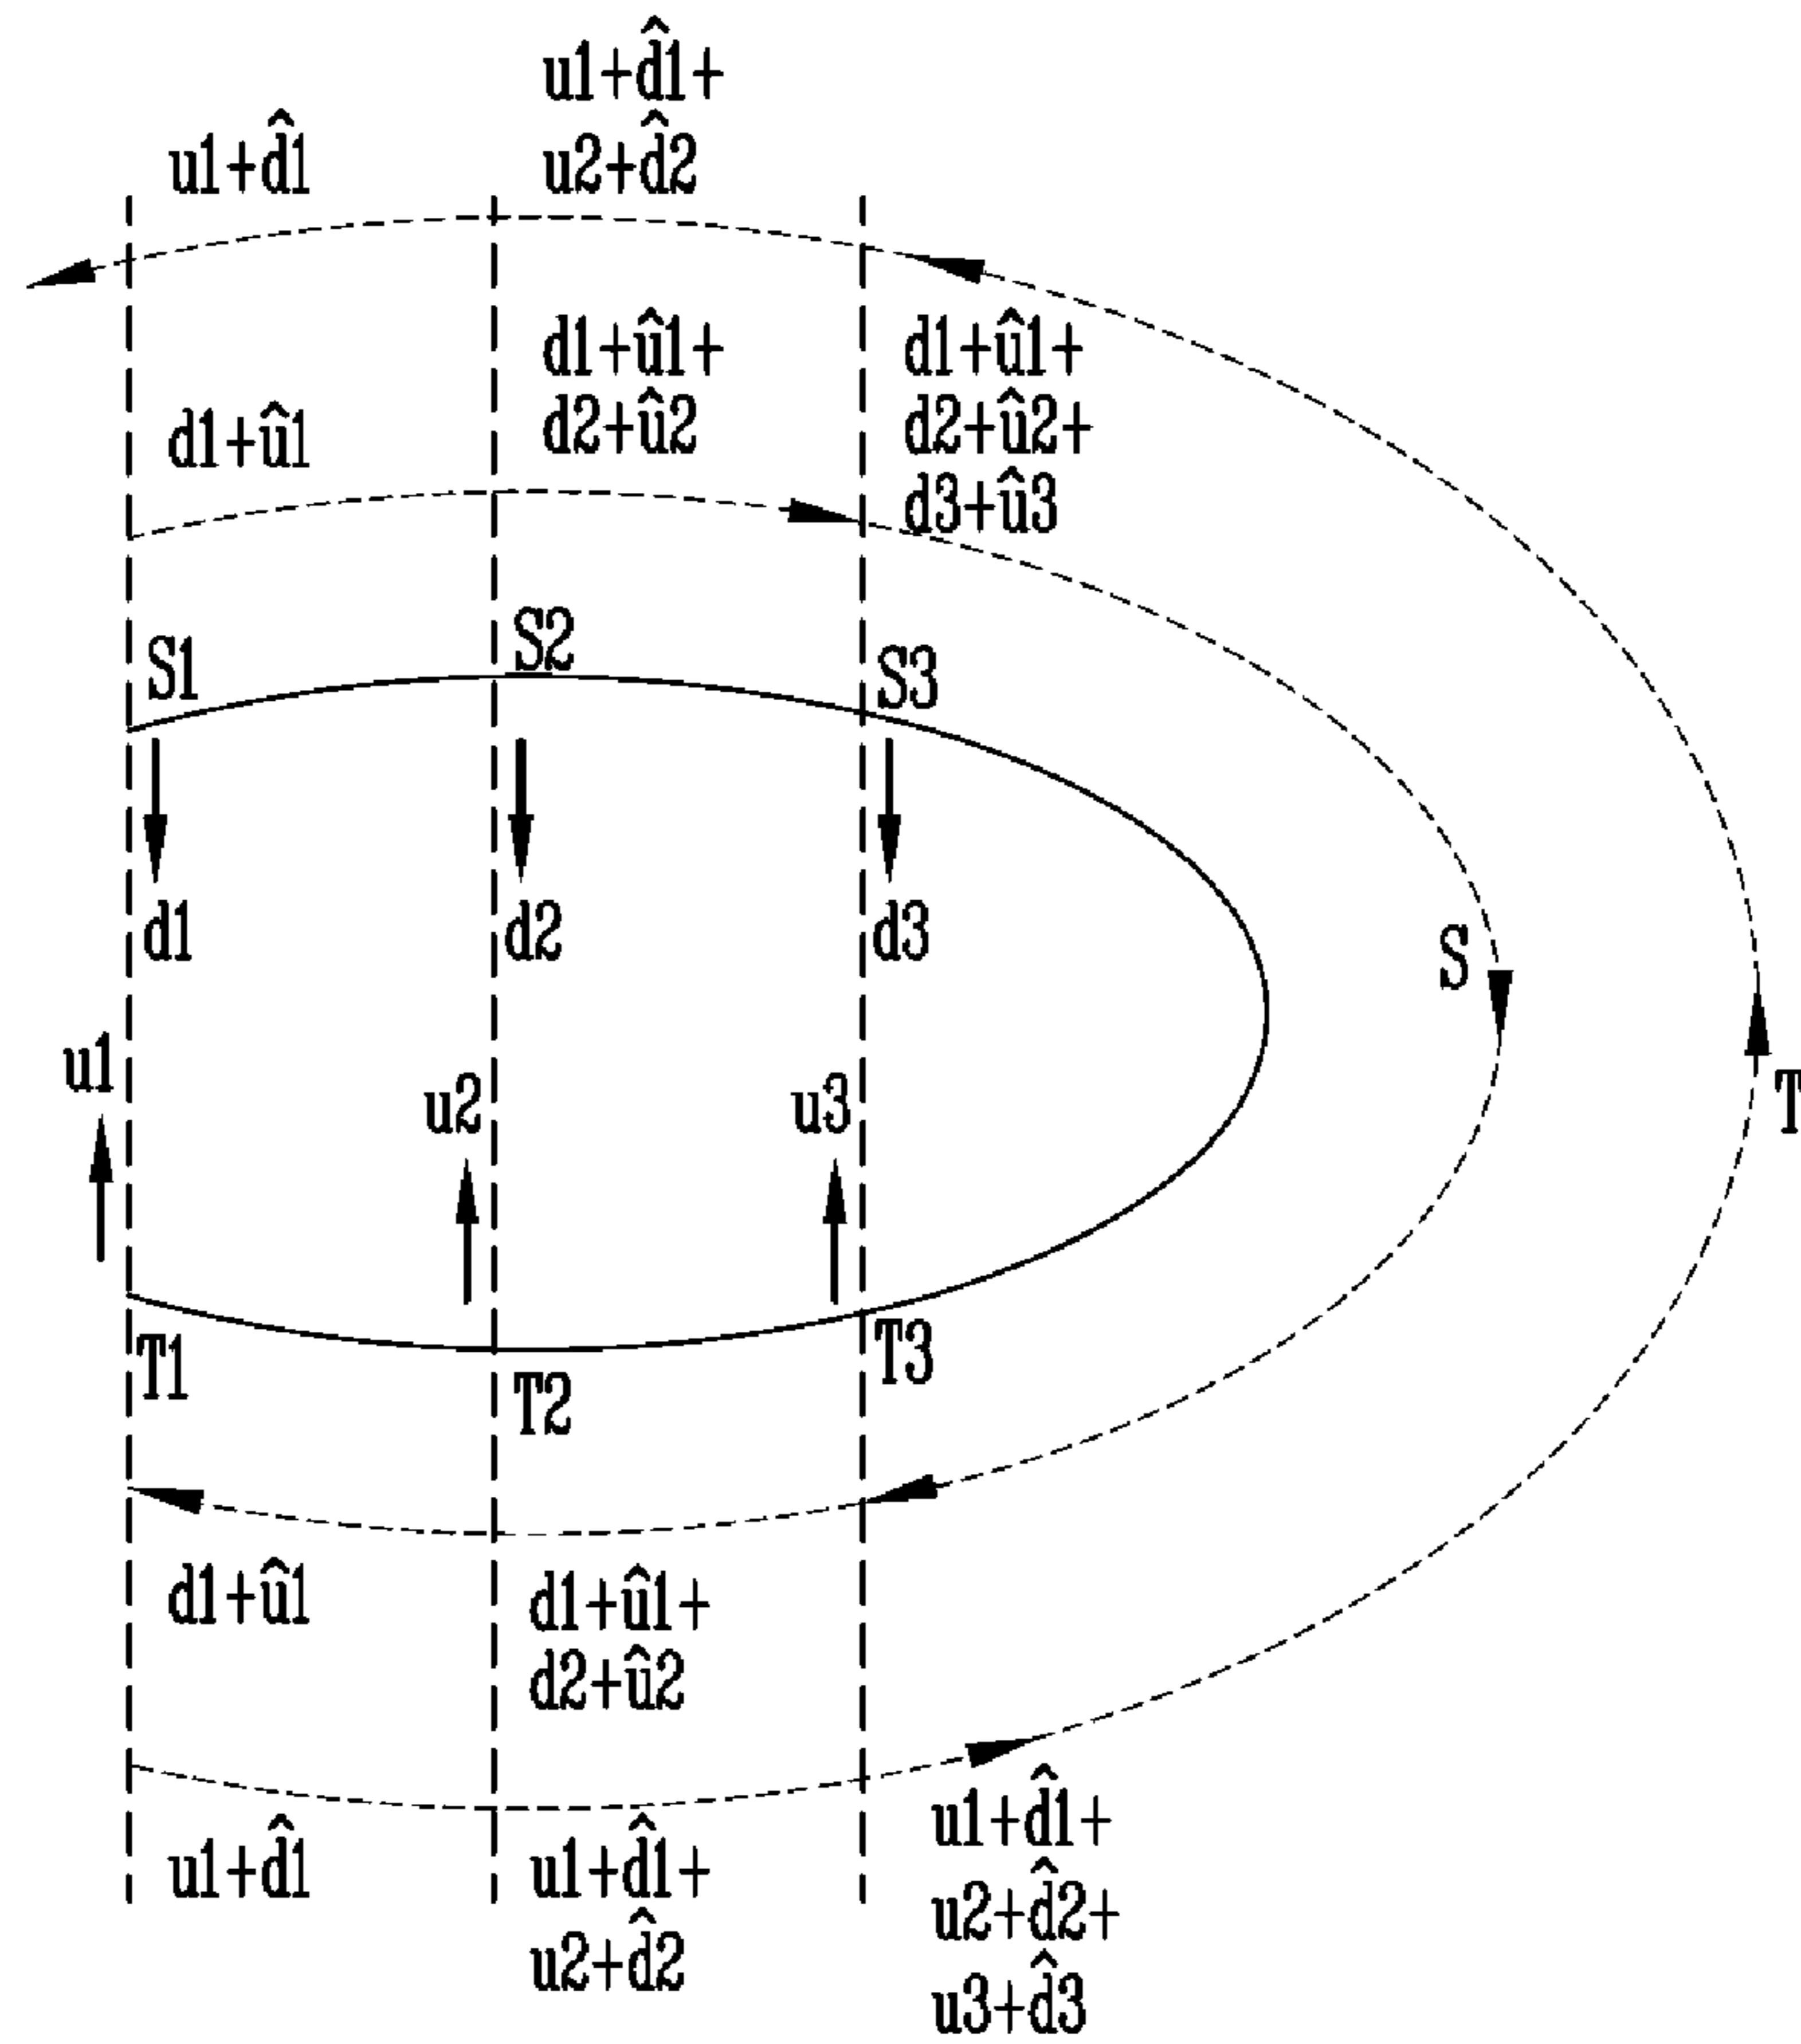 u1+d̂1+
u1+d̂1
u2+d̂2
d1+û1+
d2+û2
d1+û1+
d2+û2+
d3+û3
d1+û1
S1
S2
S3
d1
d2
d3
S
u1
u2
u3
T
T1
T2
T3
d1+û1
d1+û1+
d2+û2
u1+d̂1
u1+d̂1+
u2+d̂2
u1+d̂1+
u2+d̂2+
u3+d̂3